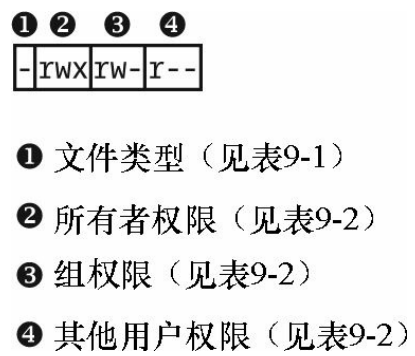 ❶ ❷ ❸ ❹
-rwxrw-r--
❶ 文件类型（见表9-1）
❷ 所有者权限（见表9-2）
❸ 组权限（见表9-2）
❹ 其他用户权限（见表9-2）